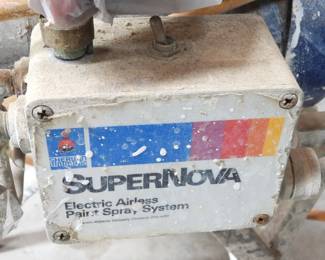 SUPERNOVA
Electric Airless
Paint Spray System